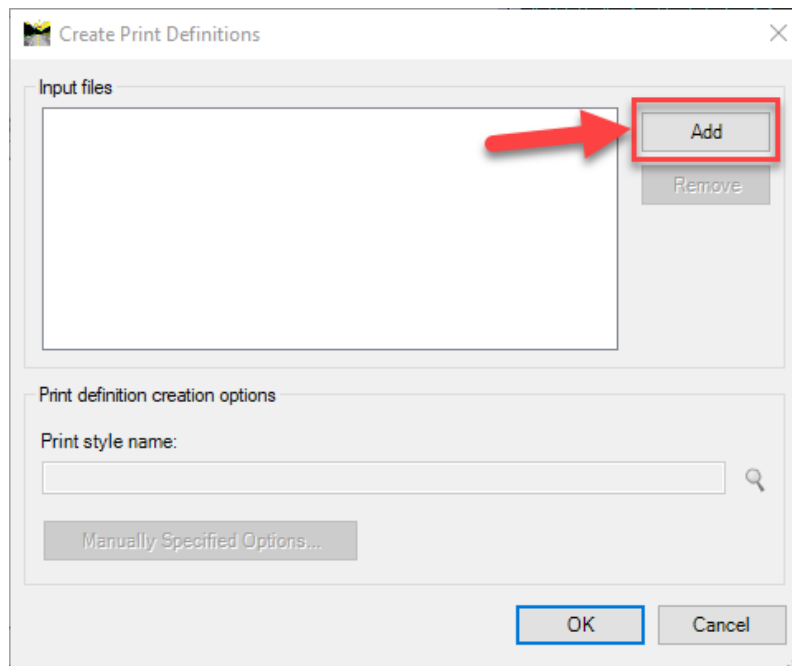 Create Print Definitions
Input files
Add
Remove
Print definition creation options
Print style name:
Manually Specified Options...
OK
Cancel